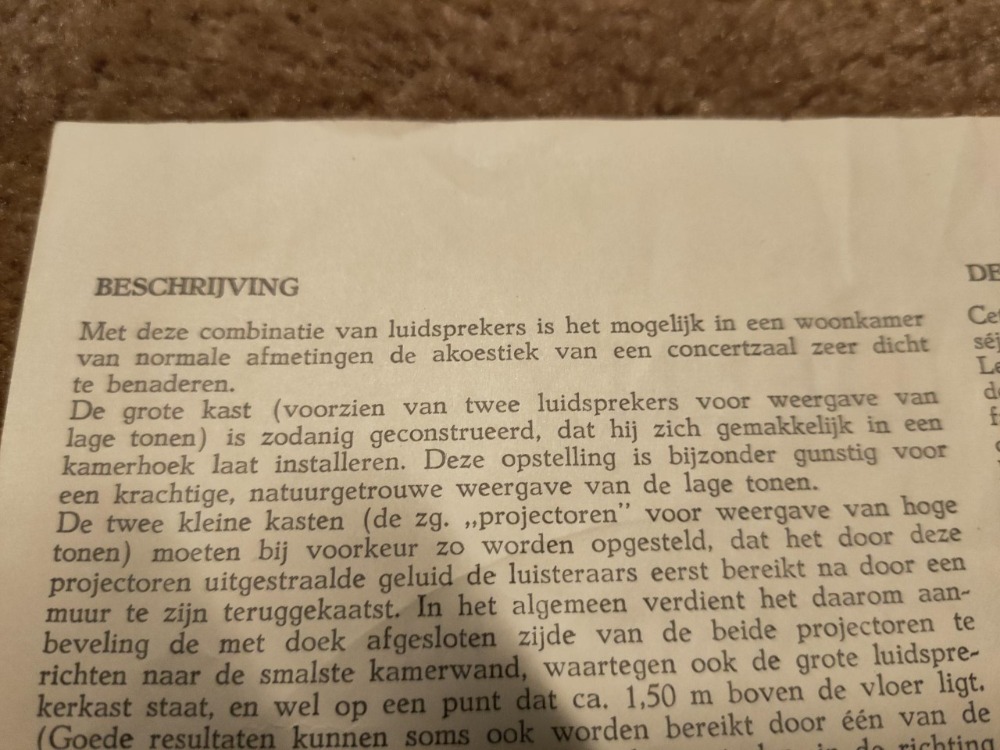 BESCHRIJVING
Met deze combinatie van luidsprekers is het mogelijk in een woonkamer
van normale afmetingen de akoestiek van een concertzaal zeer dicht
te benaderen.
De grote kast (voorzien van twee luidsprekers voor weergave van
lage tonen) is zodanig geconstrueerd, dat hij zich gemakkelijk in een
kamerhoek laat installeren. Deze opstelling is bijzonder gunstig voor
een krachtige, natuurgetrouwe weergave van de lage tonen.
De twee kleine kasten (de zg. „projectoren” voor weergave van hoge
tonen) moeten bij voorkeur zo worden opgesteld, dat het door deze
projectoren uitgestraalde geluid de luisteraars eerst bereikt na door een
muur te zijn teruggekaatst. In het algemeen verdient het daarom aan-
beveling de met doek afgesloten zijde van de beide projectoren te
richten naar de smalste kamerwand, waartegen ook de grote luidspre-
kerkast staat, en wel op een punt dat ca. 1,50 m boven de vloer ligt.
(Goede resultaten kunnen soms ook worden bereikt door één van de
de richting
DE
Cet
séj
Le